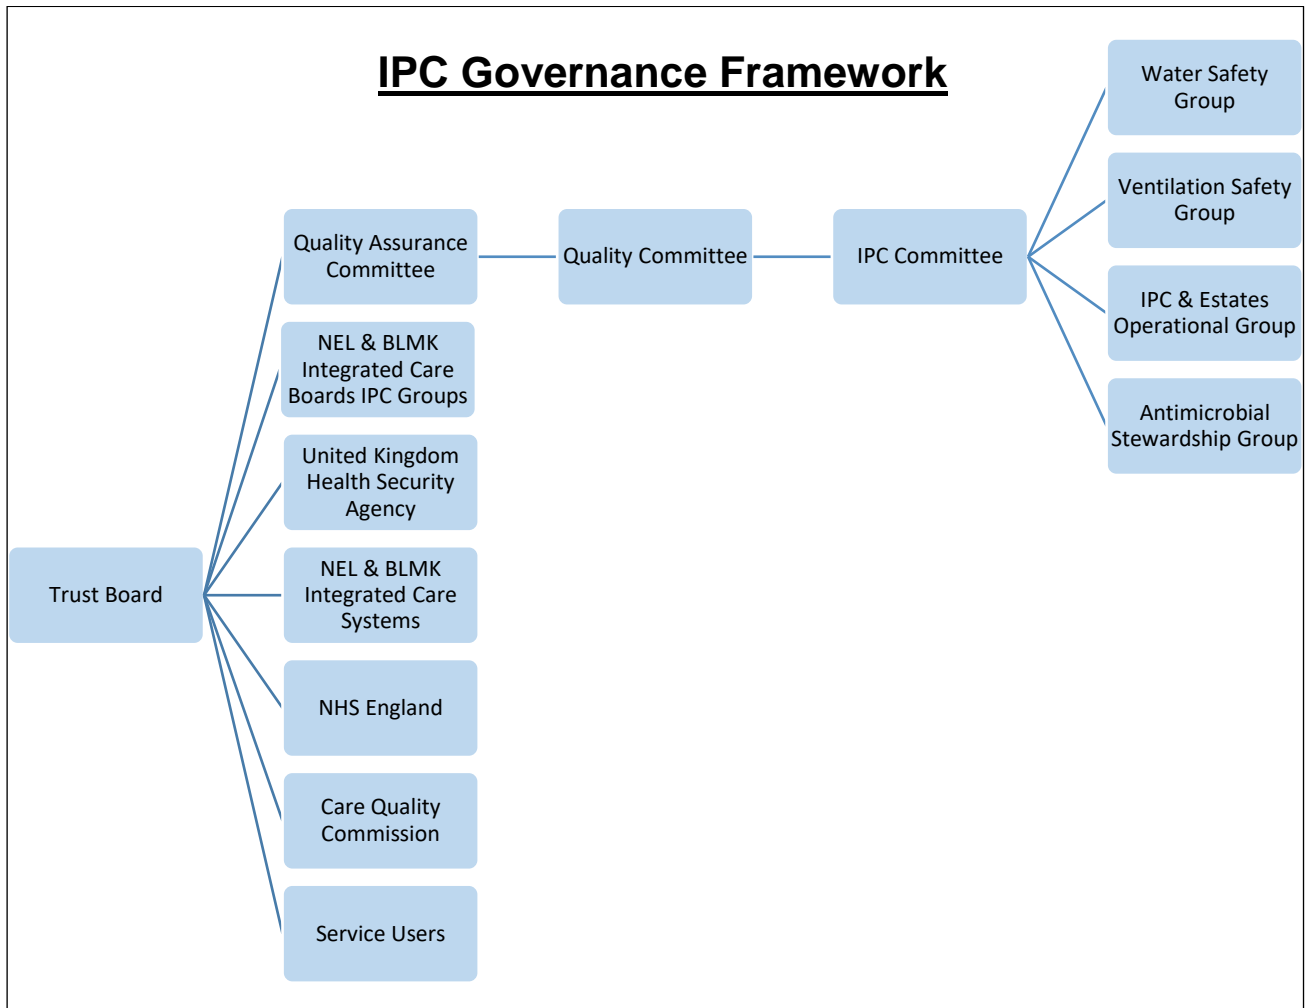 IPC Governance Framework
Water Safety
Group
Ventilation Safety
Group
Quality Assurance
Committee
Quality Committee
IPC Committee
IPC & Estates
Operational Group
NEL & BLMK
Integrated Care
Boards IPC Groups
Antimicrobial
Stewardship Group
United Kingdom
Health Security
Agency
Trust Board
NEL & BLMK
Integrated Care
Systems
NHS England
Care Quality
Commission
Service Users